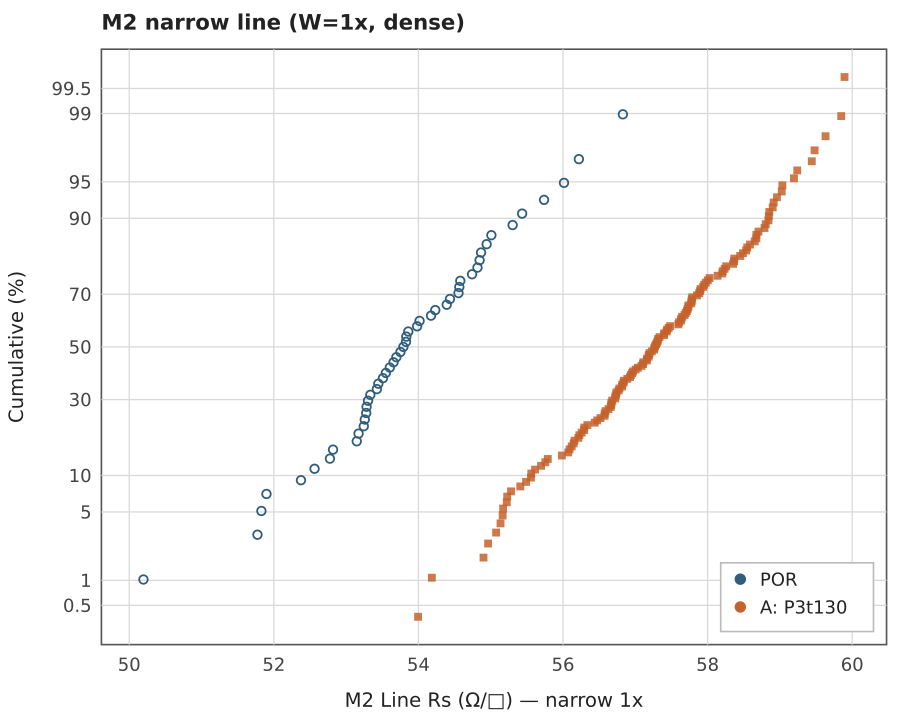 M2 narrow line (W=1x, dense)
Cumulative (%)
99.5
99
95
90
70
50
30
10
5
1
0.5
50 52 54 56 58 60
M2 Line Rs (Ω/□) — narrow 1x
POR
A: P3t130